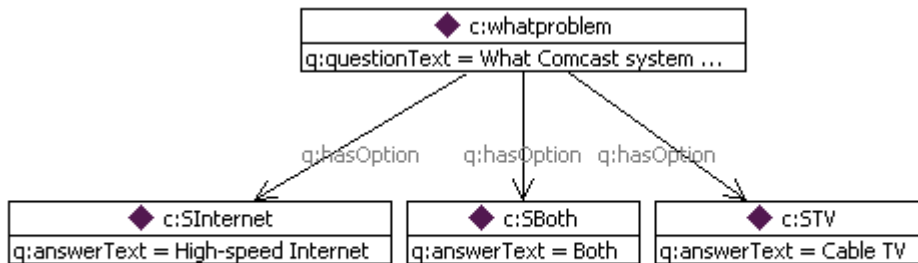 c:whatproblem
q:questionText = What Comcast system ...
q:hasOption q:hasOption q:hasOption
c:SInternet c:SBoth c:STV
q:answerText = High-speed Internet q:answerText = Both q:answerText = Cable TV